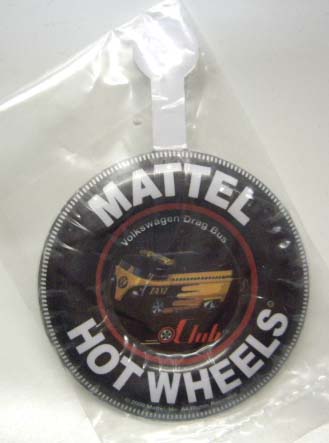 MATTEL
Volkswagen Drag Bus
Club
HOT WHEELS